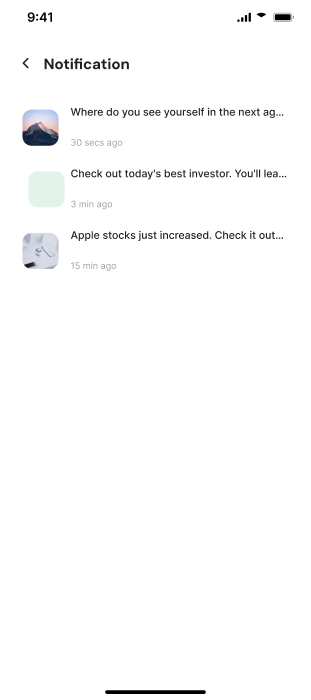 9:41
Notification
Where do you see yourself in the next ag...
30 secs ago
Check out today's best investor. You'll lea...
3 min ago
Apple stocks just increased. Check it out...
15 min ago